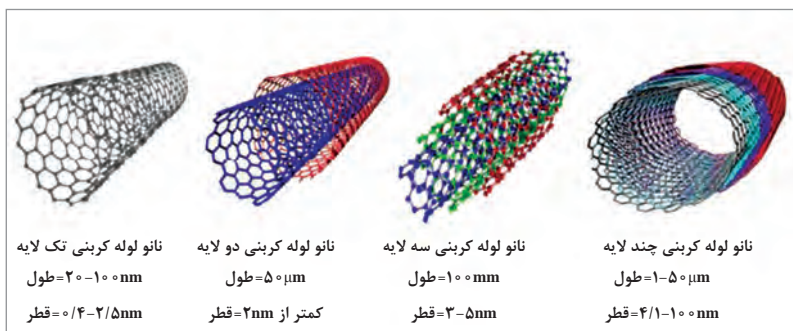 نانو لوله کربنی چند لایه
طول=۱-۵۰μm
قطر=۴/۱-۱۰۰nm
نانو لوله کربنی سه لایه
طول=۱۰۰mm
قطر=۳-۵nm
نانو لوله کربنی دو لایه
طول=۵۰μm
قطر=۲nm کمتر از
نانو لوله کربنی تک لایه
طول=۲۰-۱۰۰nm
قطر=۰/۴-۲/۵nm